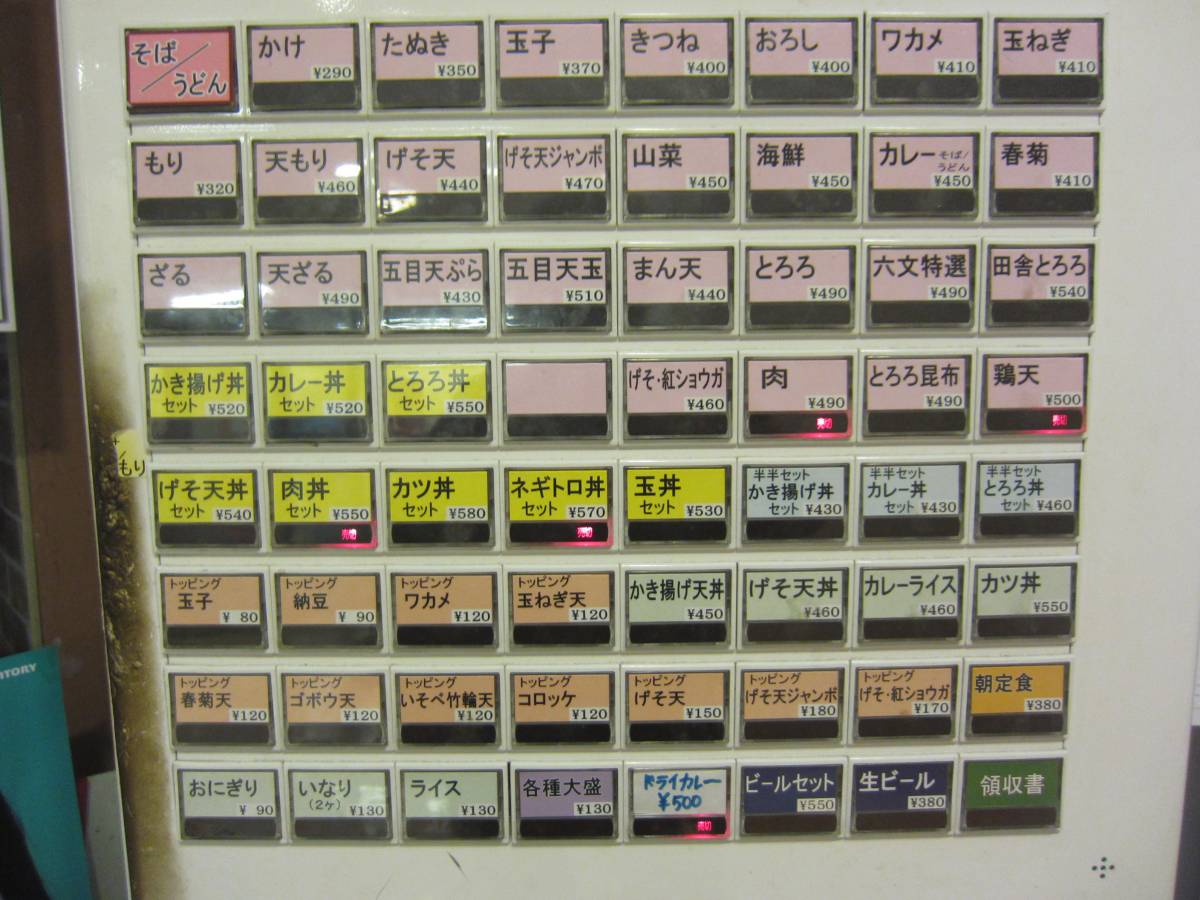 そば/うどん
かけ ¥290
たぬき ¥350
玉子 ¥370
きつね ¥400
おろし ¥400
ワカメ ¥410
玉ねぎ ¥410
もり ¥320
天もり ¥460
げそ天 ¥440
げそ天ジャンボ ¥470
山菜 ¥450
海鮮 ¥450
カレーそば/うどん ¥450
春菊 ¥410
ざる
天ざる ¥490
五目天ぷら ¥430
五目天玉 ¥510
まん天 ¥440
とろろ ¥490
六文特選 ¥490
田舎とろろ ¥540
かき揚げ丼
セット ¥520
カレー丼
セット ¥520
とろろ丼
セット ¥550
げそ・紅ショウガ ¥460
肉 ¥490
売切
とろろ昆布 ¥490
鶏天 ¥500
売切
/もり
げそ天丼
セット ¥540
肉丼
セット ¥550
売切
カツ丼
セット ¥580
ネギトロ丼
セット ¥570
売切
玉丼
セット ¥530
半半セット
かき揚げ丼
セット ¥430
半半セット
カレー丼
セット ¥430
半半セット
とろろ丼
セット ¥460
トッピング
玉子 ¥ 80
トッピング
納豆 ¥ 90
トッピング
ワカメ ¥120
トッピング
玉ねぎ天 ¥120
かき揚げ天丼 ¥450
げそ天丼 ¥460
カレーライス ¥460
カツ丼 ¥550
トッピング
春菊天 ¥120
トッピング
ゴボウ天 ¥120
トッピング
いそべ竹輪天 ¥120
トッピング
コロッケ ¥120
トッピング
げそ天 ¥150
トッピング
げそ天ジャンボ ¥180
トッピング
げそ・紅ショウガ ¥170
朝定食 ¥380
おにぎり ¥ 90
いなり
(2ヶ) ¥130
ライス ¥130
各種大盛 ¥130
ドライカレー
¥500
売切
ビールセット ¥550
生ビール ¥380
領収書